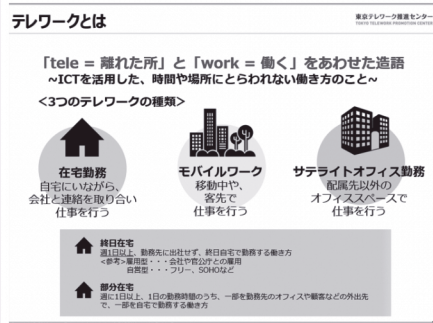 テレワークとは
東京テレワーク推進センター
TOKYO TELEWORK PROMOTION CENTER
「tele = 離れた所」と「work = 働く」をあわせた造語
~ICTを活用した、時間や場所にとらわれない働き方のこと~
<3つのテレワークの種類>
在宅勤務
自宅にいながら、
会社と連絡を取り合い
仕事を行う
モバイルワーク
移動中や、
客先で
仕事を行う
サテライトオフィス勤務
配属先以外の
オフィススペースで
仕事を行う
終日在宅
週1日以上、勤務先に出社せず、終日自宅で勤務する働き方
<参考>雇用型・・・会社や官公庁との雇用
自営型・・・フリー、SOHOなど
部分在宅
週に1日以上、1日の勤務時間のうち、一部を勤務先のオフィスや顧客などの外出先
で、一部を自宅で勤務する働き方